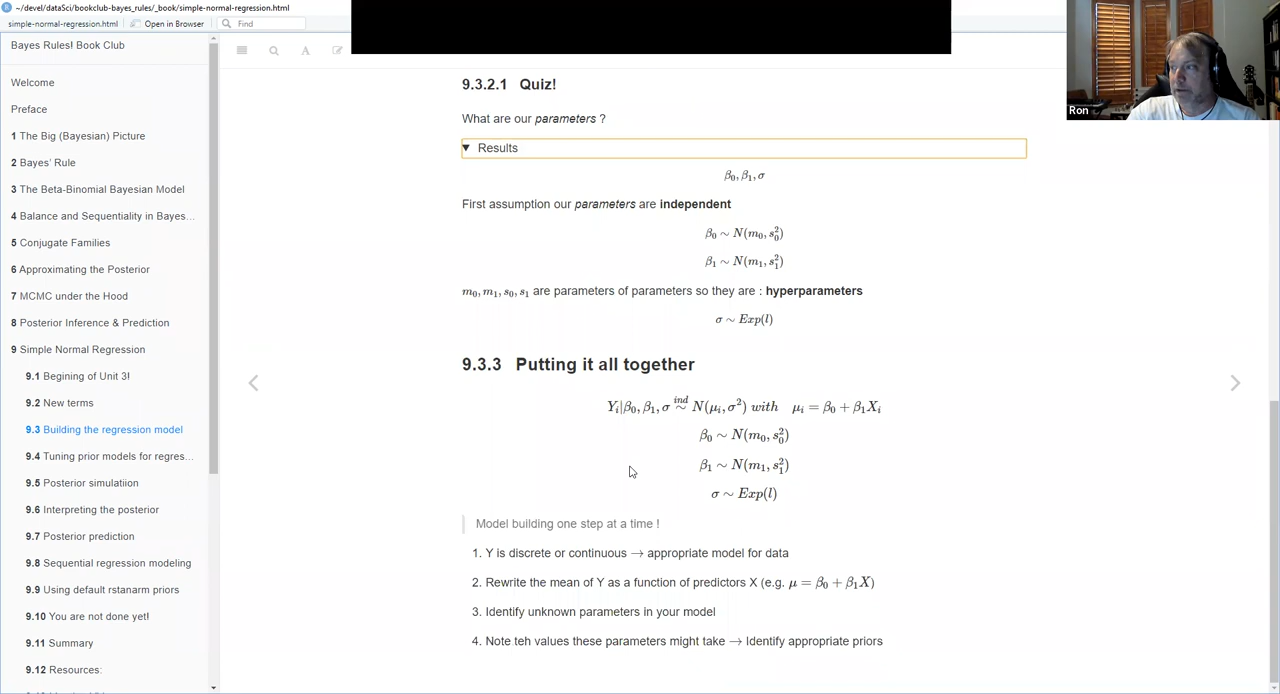 ~/devel/dataSci/bookclub-bayes_rules/_book/simple-normal-regression.html
simple-normal-regression.html Open in Browser Find
Bayes Rules! Book Club
Welcome
Preface
1 The Big (Bayesian) Picture
2 Bayes' Rule
3 The Beta-Binomial Bayesian Model
4 Balance and Sequentiality in Bayes...
5 Conjugate Families
6 Approximating the Posterior
7 MCMC under the Hood
8 Posterior Inference & Prediction
9 Simple Normal Regression
9.1 Begining of Unit 3!
9.2 New terms
9.3 Building the regression model
9.4 Tuning prior models for regres...
9.5 Posterior simulatiion
9.6 Interpreting the posterior
9.7 Posterior prediction
9.8 Sequential regression modeling
9.9 Using default rstanarm priors
9.10 You are not done yet!
9.11 Summary
9.12 Resources:
A
9.3.2.1 Quiz!
What are our parameters ?
▼ Results
β₀, β₁, σ
First assumption our parameters are independent
β₀ ∼ N(m₀, s₀²)
β₁ ∼ N(m₁, s₁²)
m₀, m₁, s₀, s₁ are parameters of parameters so they are : hyperparameters
σ ∼ Exp(l)
9.3.3 Putting it all together
Yᵢ|β₀, β₁, σ ∼ind N(μᵢ, σ²) with μᵢ = β₀ + β₁Xᵢ
β₀ ∼ N(m₀, s₀²)
β₁ ∼ N(m₁, s₁²)
σ ∼ Exp(l)
Model building one step at a time !
1. Y is discrete or continuous → appropriate model for data
2. Rewrite the mean of Y as a function of predictors X (e.g. μ = β₀ + β₁X)
3. Identify unknown parameters in your model
4. Note teh values these parameters might take → Identify appropriate priors
Ron